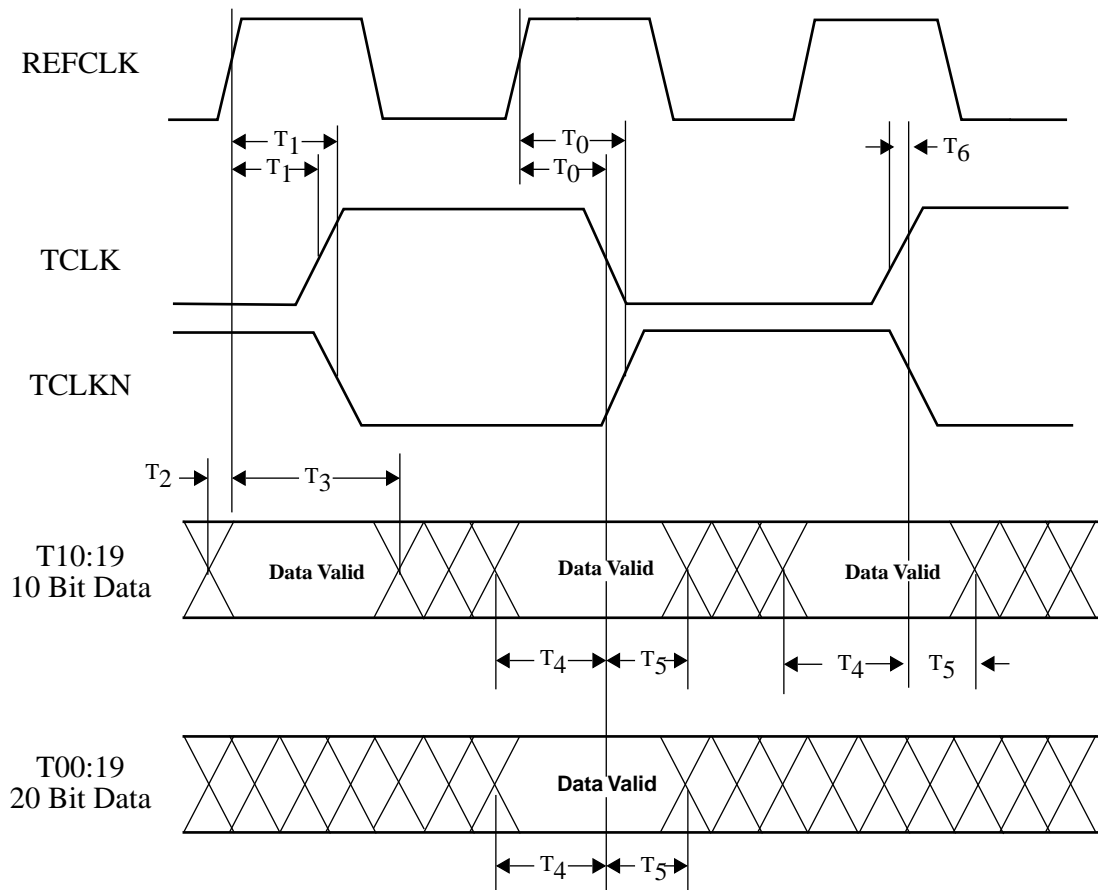 REFCLK
T1
T1
T0
T0
T6
TCLK
TCLKN
T2
T3
T10:19
10 Bit Data
Data Valid
Data Valid
Data Valid
T4
T5
T4
T5
T00:19
20 Bit Data
Data Valid
T4
T5